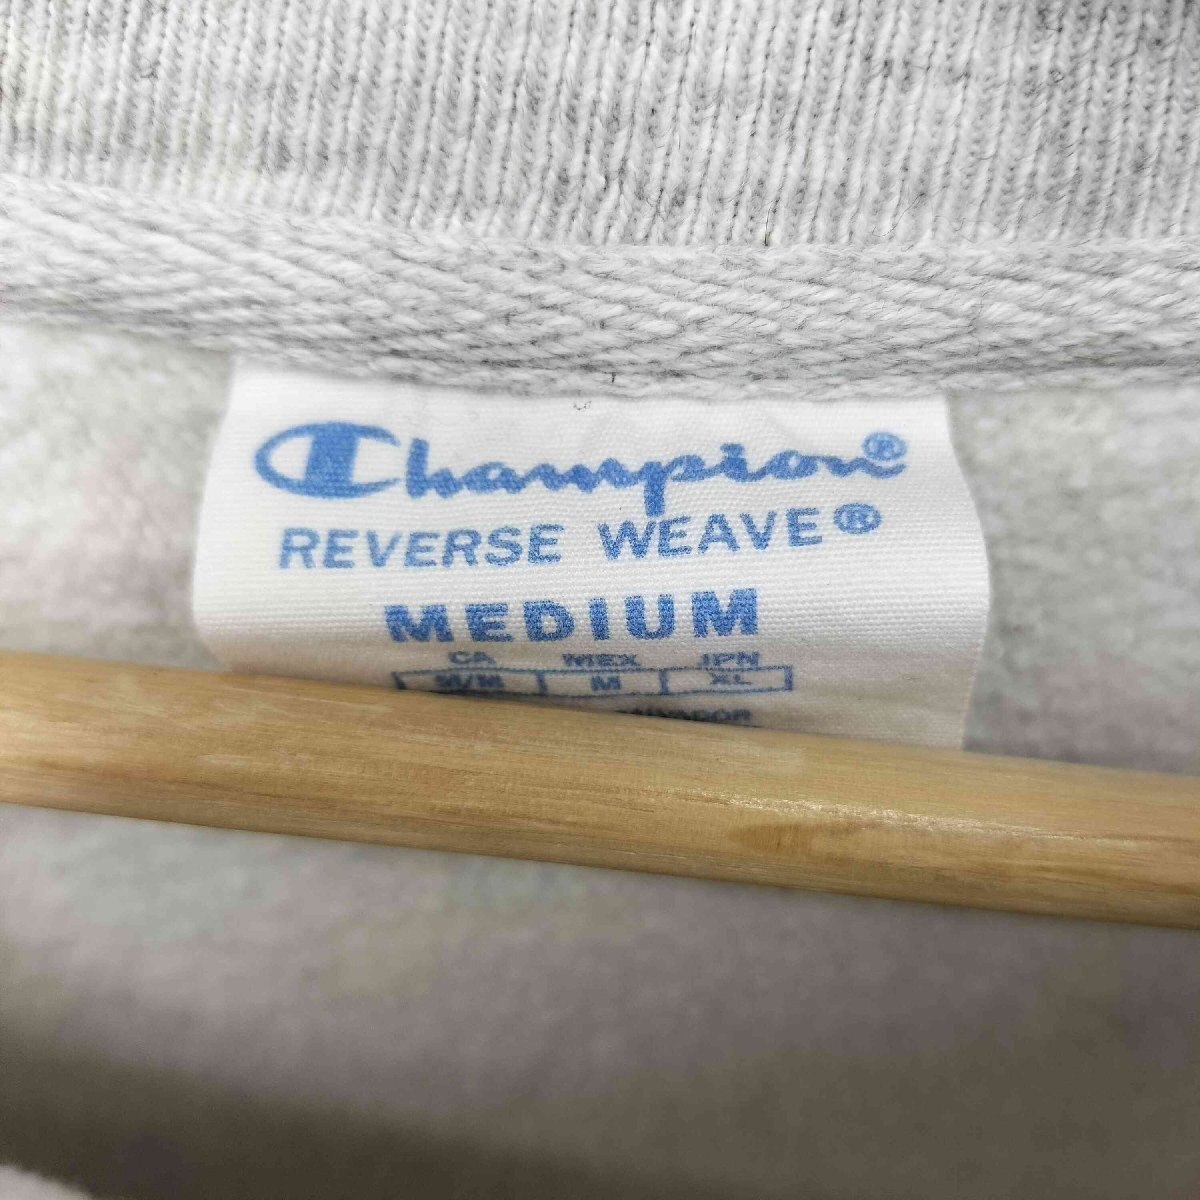 Champion®
REVERSE WEAVE®
MEDIUM
CA MEX JPN
M/M M XL